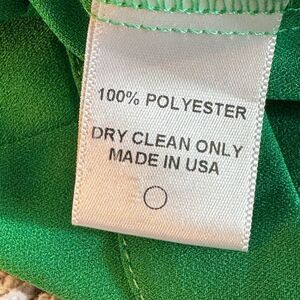 100% POLYESTER
DRY CLEAN ONLY
MADE IN USA